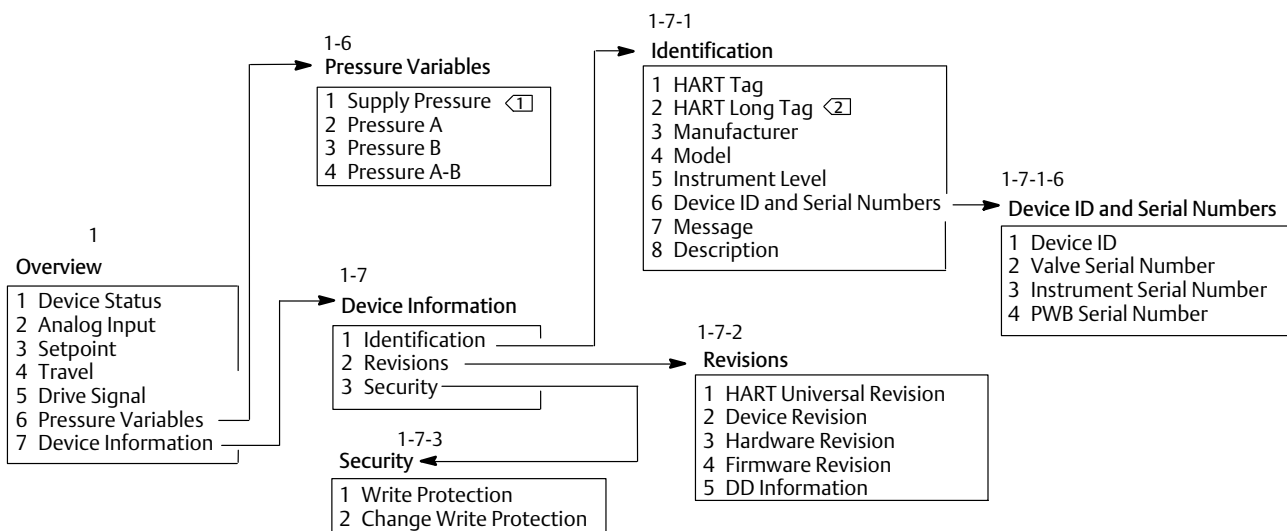 1
Overview
1 Device Status
2 Analog Input
3 Setpoint
4 Travel
5 Drive Signal
6 Pressure Variables
7 Device Information
1-6
Pressure Variables
1 Supply Pressure 1
2 Pressure A
3 Pressure B
4 Pressure A-B
1-7
Device Information
1 Identification
2 Revisions
3 Security
1-7-3
Security
1 Write Protection
2 Change Write Protection
1-7-1
Identification
1 HART Tag
2 HART Long Tag 2
3 Manufacturer
4 Model
5 Instrument Level
6 Device ID and Serial Numbers
7 Message
8 Description
1-7-2
Revisions
1 HART Universal Revision
2 Device Revision
3 Hardware Revision
4 Firmware Revision
5 DD Information
1-7-1-6
Device ID and Serial Numbers
1 Device ID
2 Valve Serial Number
3 Instrument Serial Number
4 PWB Serial Number